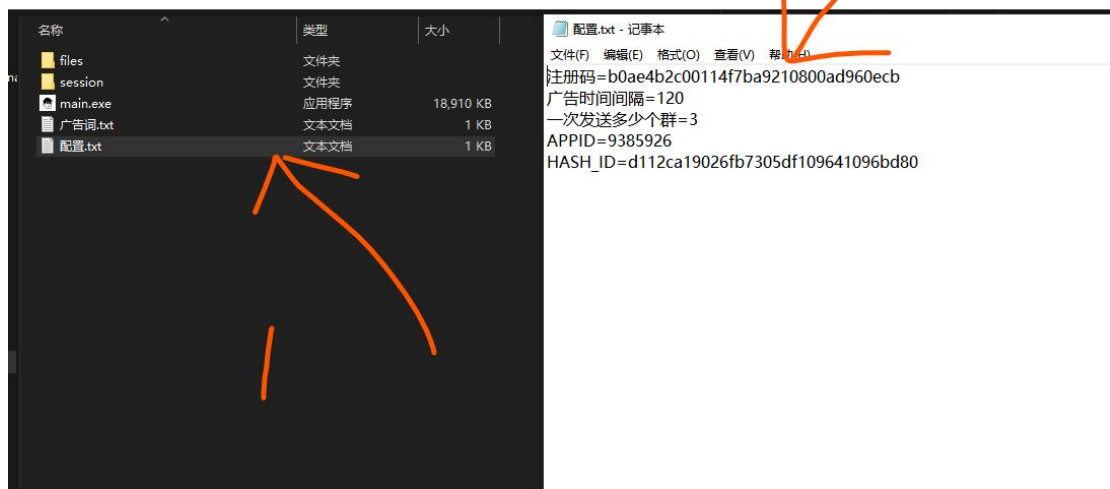 名称 类型 大小
files 文件夹
session 文件夹
main.exe 应用程序 18,910 KB
广告词.txt 文本文档 1 KB
配置.txt 文本文档 1 KB
配置.txt - 记事本
文件(F) 编辑(E) 格式(O) 查看(V) 帮助(H)
注册码=b0ae4b2c00114f7ba9210800ad960ecb
广告时间间隔=120
一次发送多少个群=3
APPID=9385926
HASH_ID=d112ca19026fb7305df109641096bd80